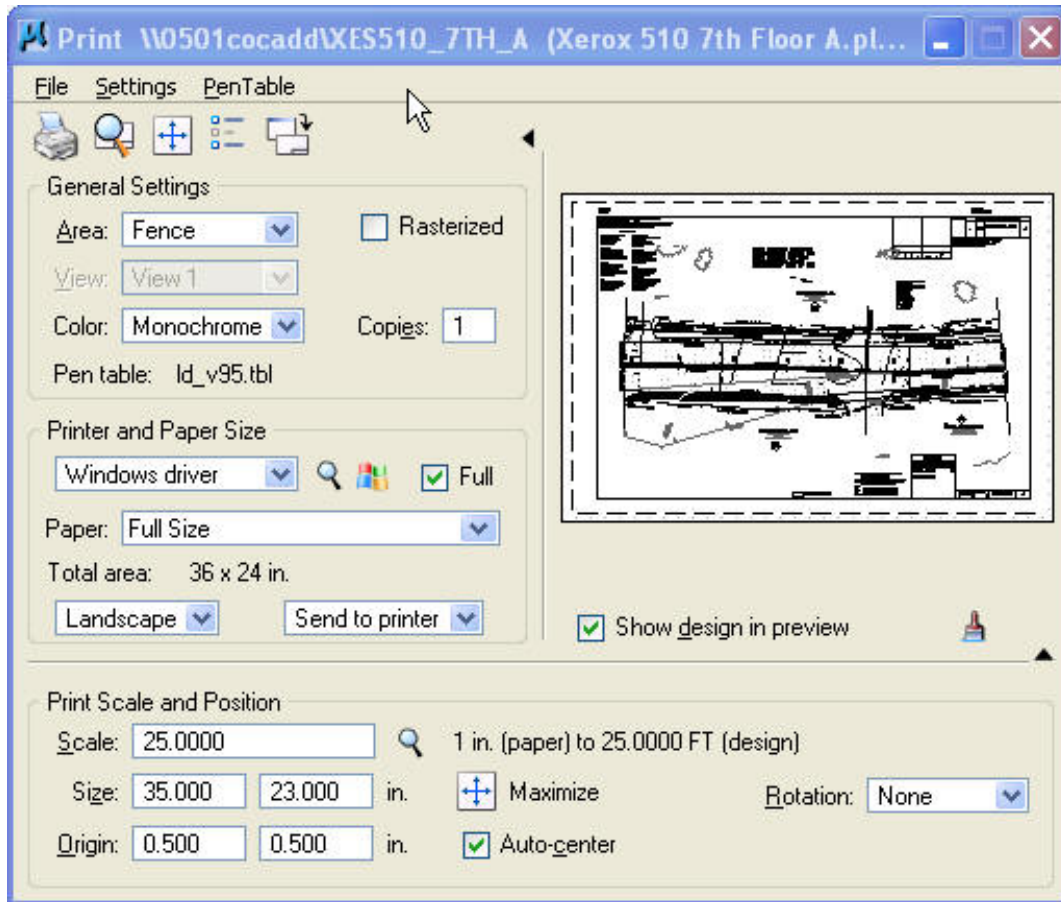 Print \\0501cocadd\XES510_7TH_A (Xerox 510 7th Floor A.pl...
File Settings PenTable
General Settings
Area: Fence Rasterized
View: View 1
Color: Monochrome Copies: 1
Pen table: ld_v95.tbl
Printer and Paper Size
Windows driver Full
Paper: Full Size
Total area: 36 x 24 in.
Landscape Send to printer
Show design in preview
Print Scale and Position
Scale: 25.0000 1 in. (paper) to 25.0000 FT (design)
Size: 35.000 23.000 in. Maximize Rotation: None
Origin: 0.500 0.500 in. Auto-center